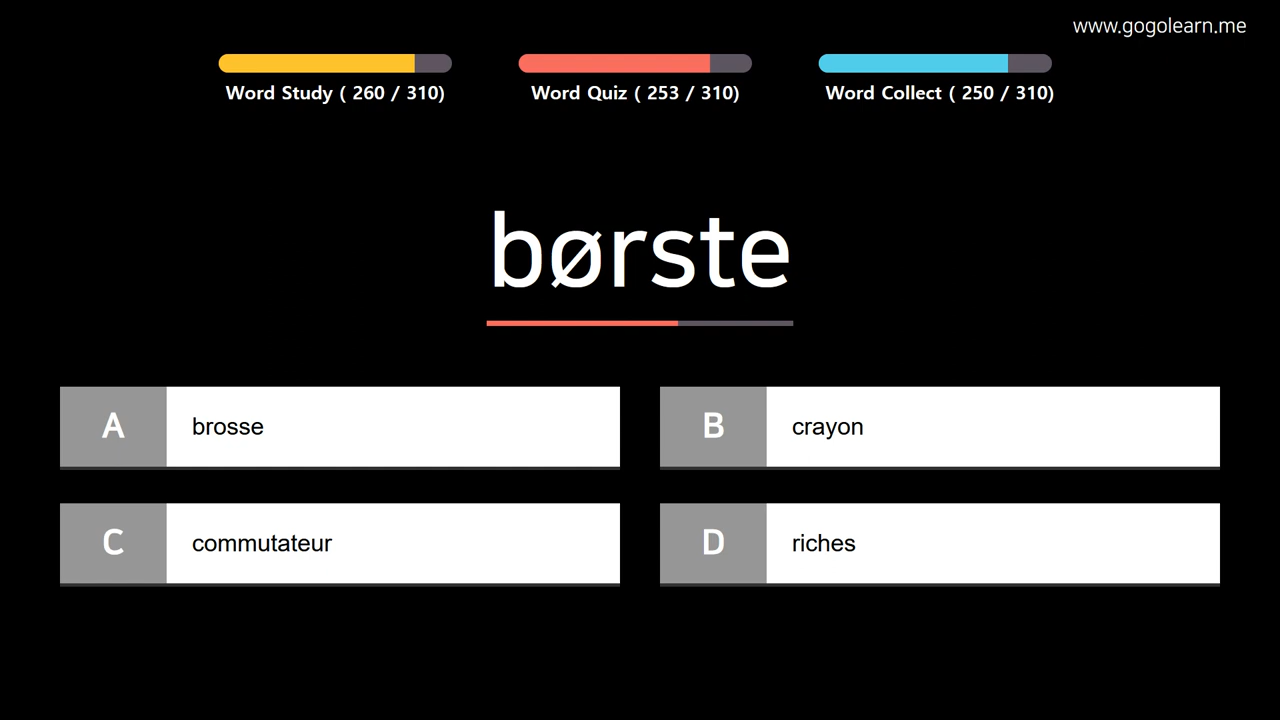 www.gogolearn.me
Word Study ( 260 / 310)
Word Quiz ( 253 / 310)
Word Collect ( 250 / 310)
børste
A brosse
B crayon
C commutateur
D riches